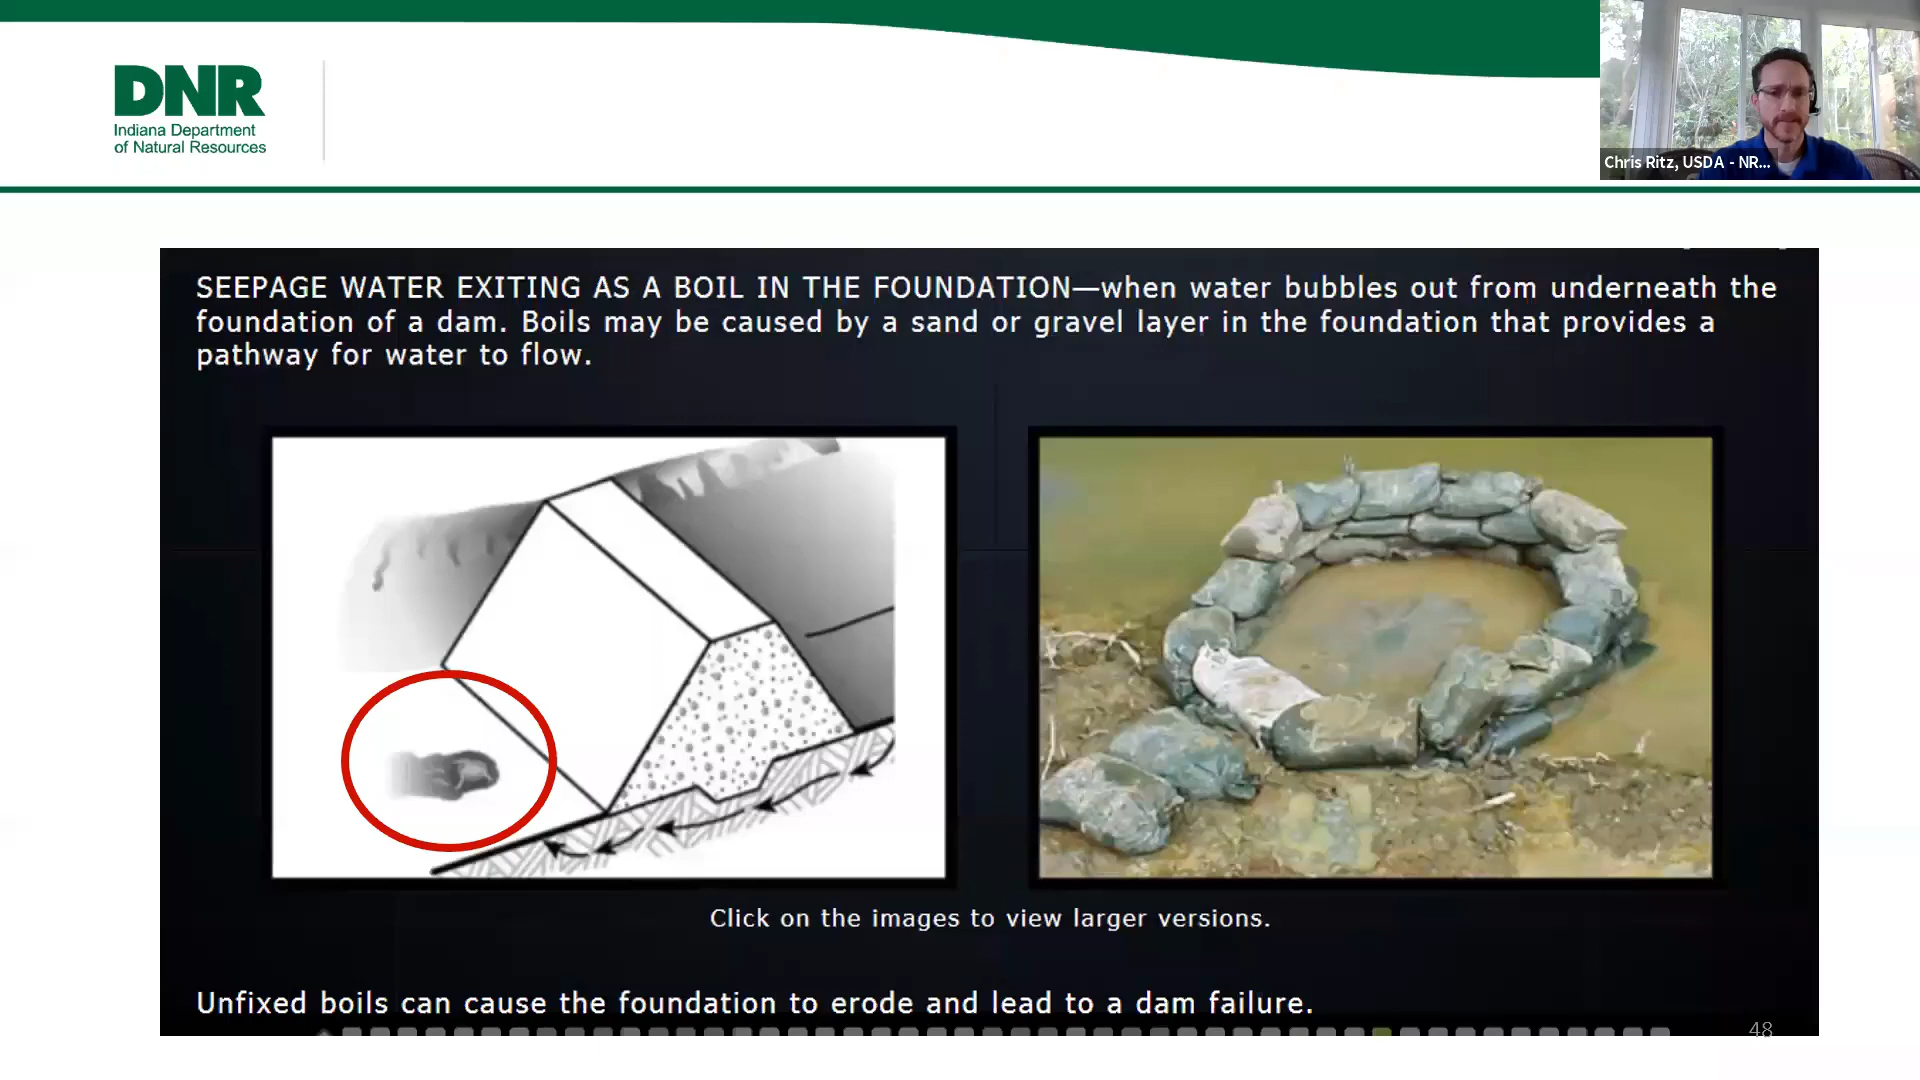 DNR
Indiana Department
of Natural Resources
Chris Ritz, USDA - NR...
SEEPAGE WATER EXITING AS A BOIL IN THE FOUNDATION—when water bubbles out from underneath the
foundation of a dam. Boils may be caused by a sand or gravel layer in the foundation that provides a
pathway for water to flow.
Click on the images to view larger versions.
Unfixed boils can cause the foundation to erode and lead to a dam failure.
48